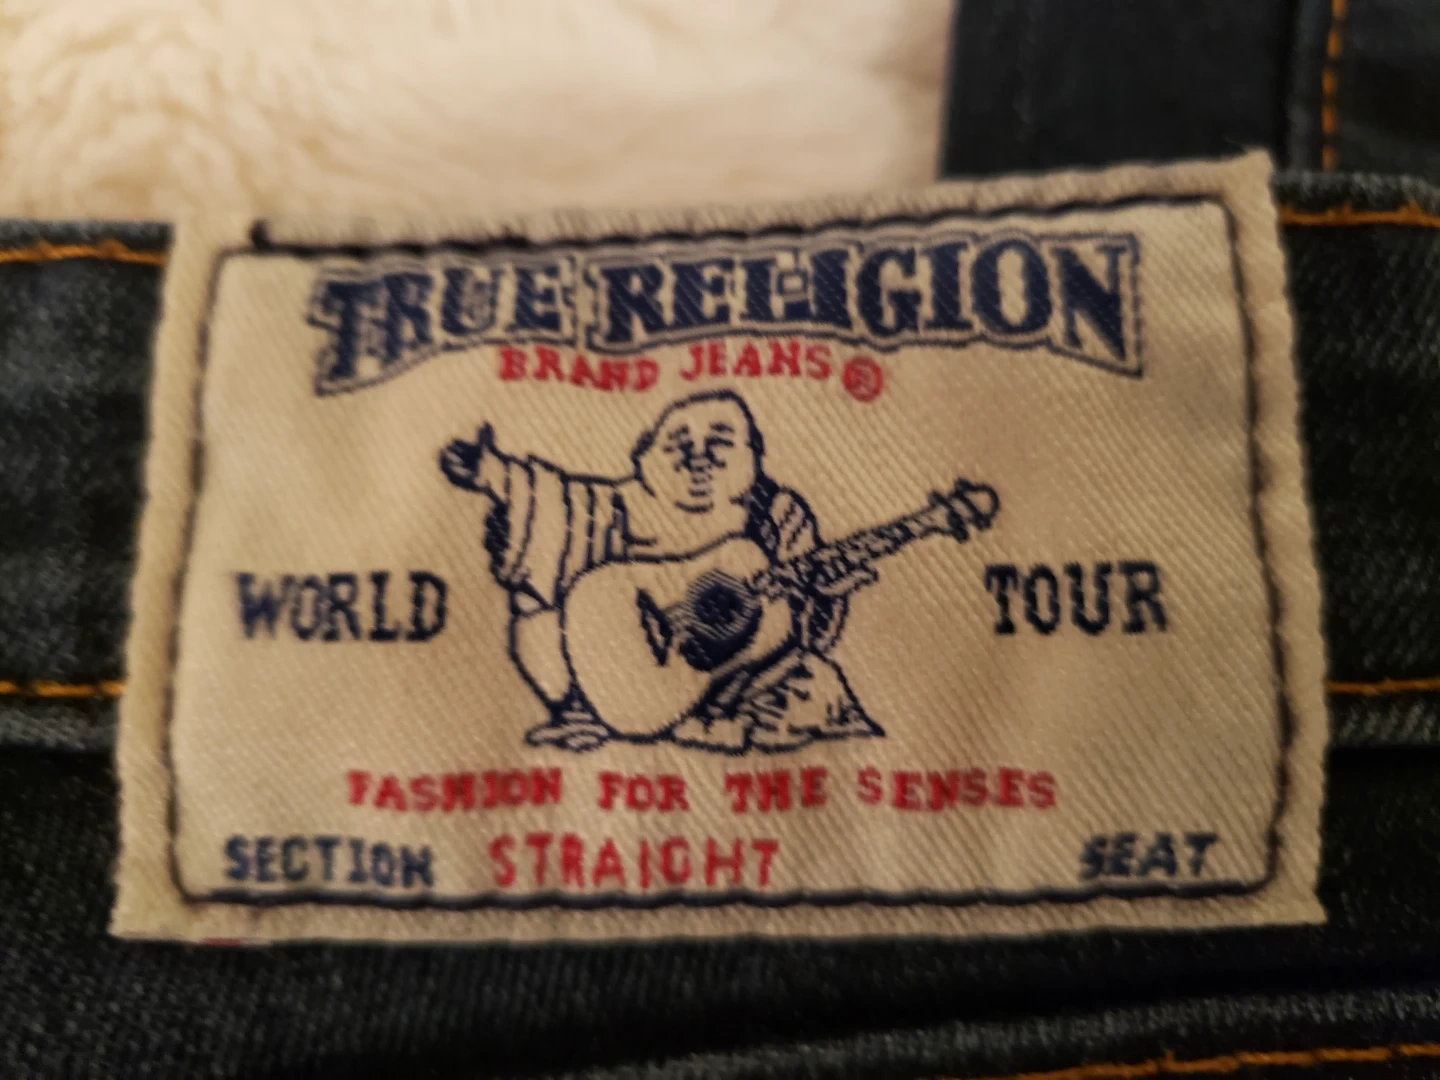 TRUE RELIGION
BRAND JEANS ®
WORLD TOUR
FASHION FOR THE SENSES
SECTION STRAIGHT SEAT